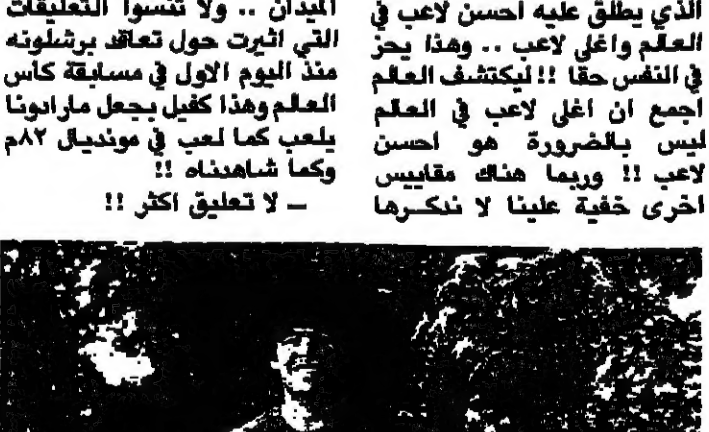 الذي يطلق عليه احسن لاعب في
العالم واغلى لاعب .. وهذا يحز
في النفس حقا !! ليكتشف العالم
اجمع ان اغلى لاعب في العالم
ليس بالضرورة هو احسن
لاعب !! وربما هناك مقاييس
اخرى خفية علينا لا ندكرها
الميدان .. ولا تنسوا التعليقات
التي اثيرت حول تعاقد برشلونه
منذ اليوم الاول في مسابقة كأس
العالم وهذا كفيل بجعل مارادونا
يلعب كما لعب في مونديال ٨٢م
وكما شاهدناه !!
ــ لا تعليق اكثر !!